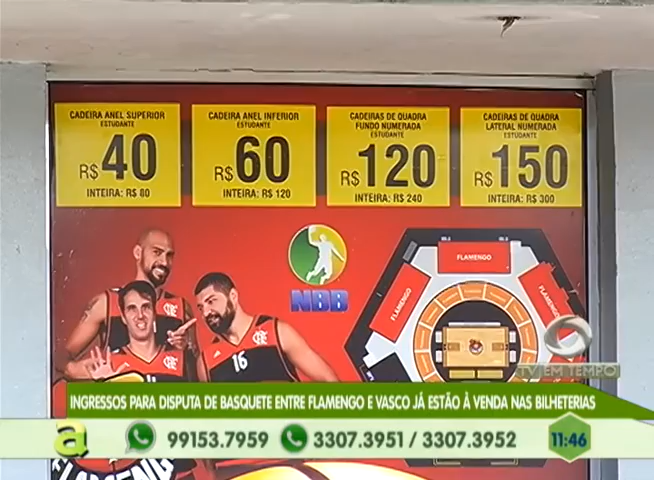 CADEIRA ANEL SUPERIOR
ESTUDANTE
R$ 40
INTEIRA: R$ 80
CADEIRA ANEL INFERIOR
ESTUDANTE
R$ 60
INTEIRA: R$ 120
CADEIRAS DE QUADRA
FUNDO NUMERADA
ESTUDANTE
R$ 120
INTEIRA: R$ 240
CADEIRAS DE QUADRA
LATERAL NUMERADA
ESTUDANTE
R$ 150
INTEIRA: R$ 300
NBB
FLAMENGO
FLAMENGO
FLAMENGO
16
TV EM TEMPO
INGRESSOS PARA DISPUTA DE BASQUETE ENTRE FLAMENGO E VASCO JÁ ESTÃO À VENDA NAS BILHETERIAS
a 99153.7959 3307.3951 / 3307.3952 11:46
FLAMENGO